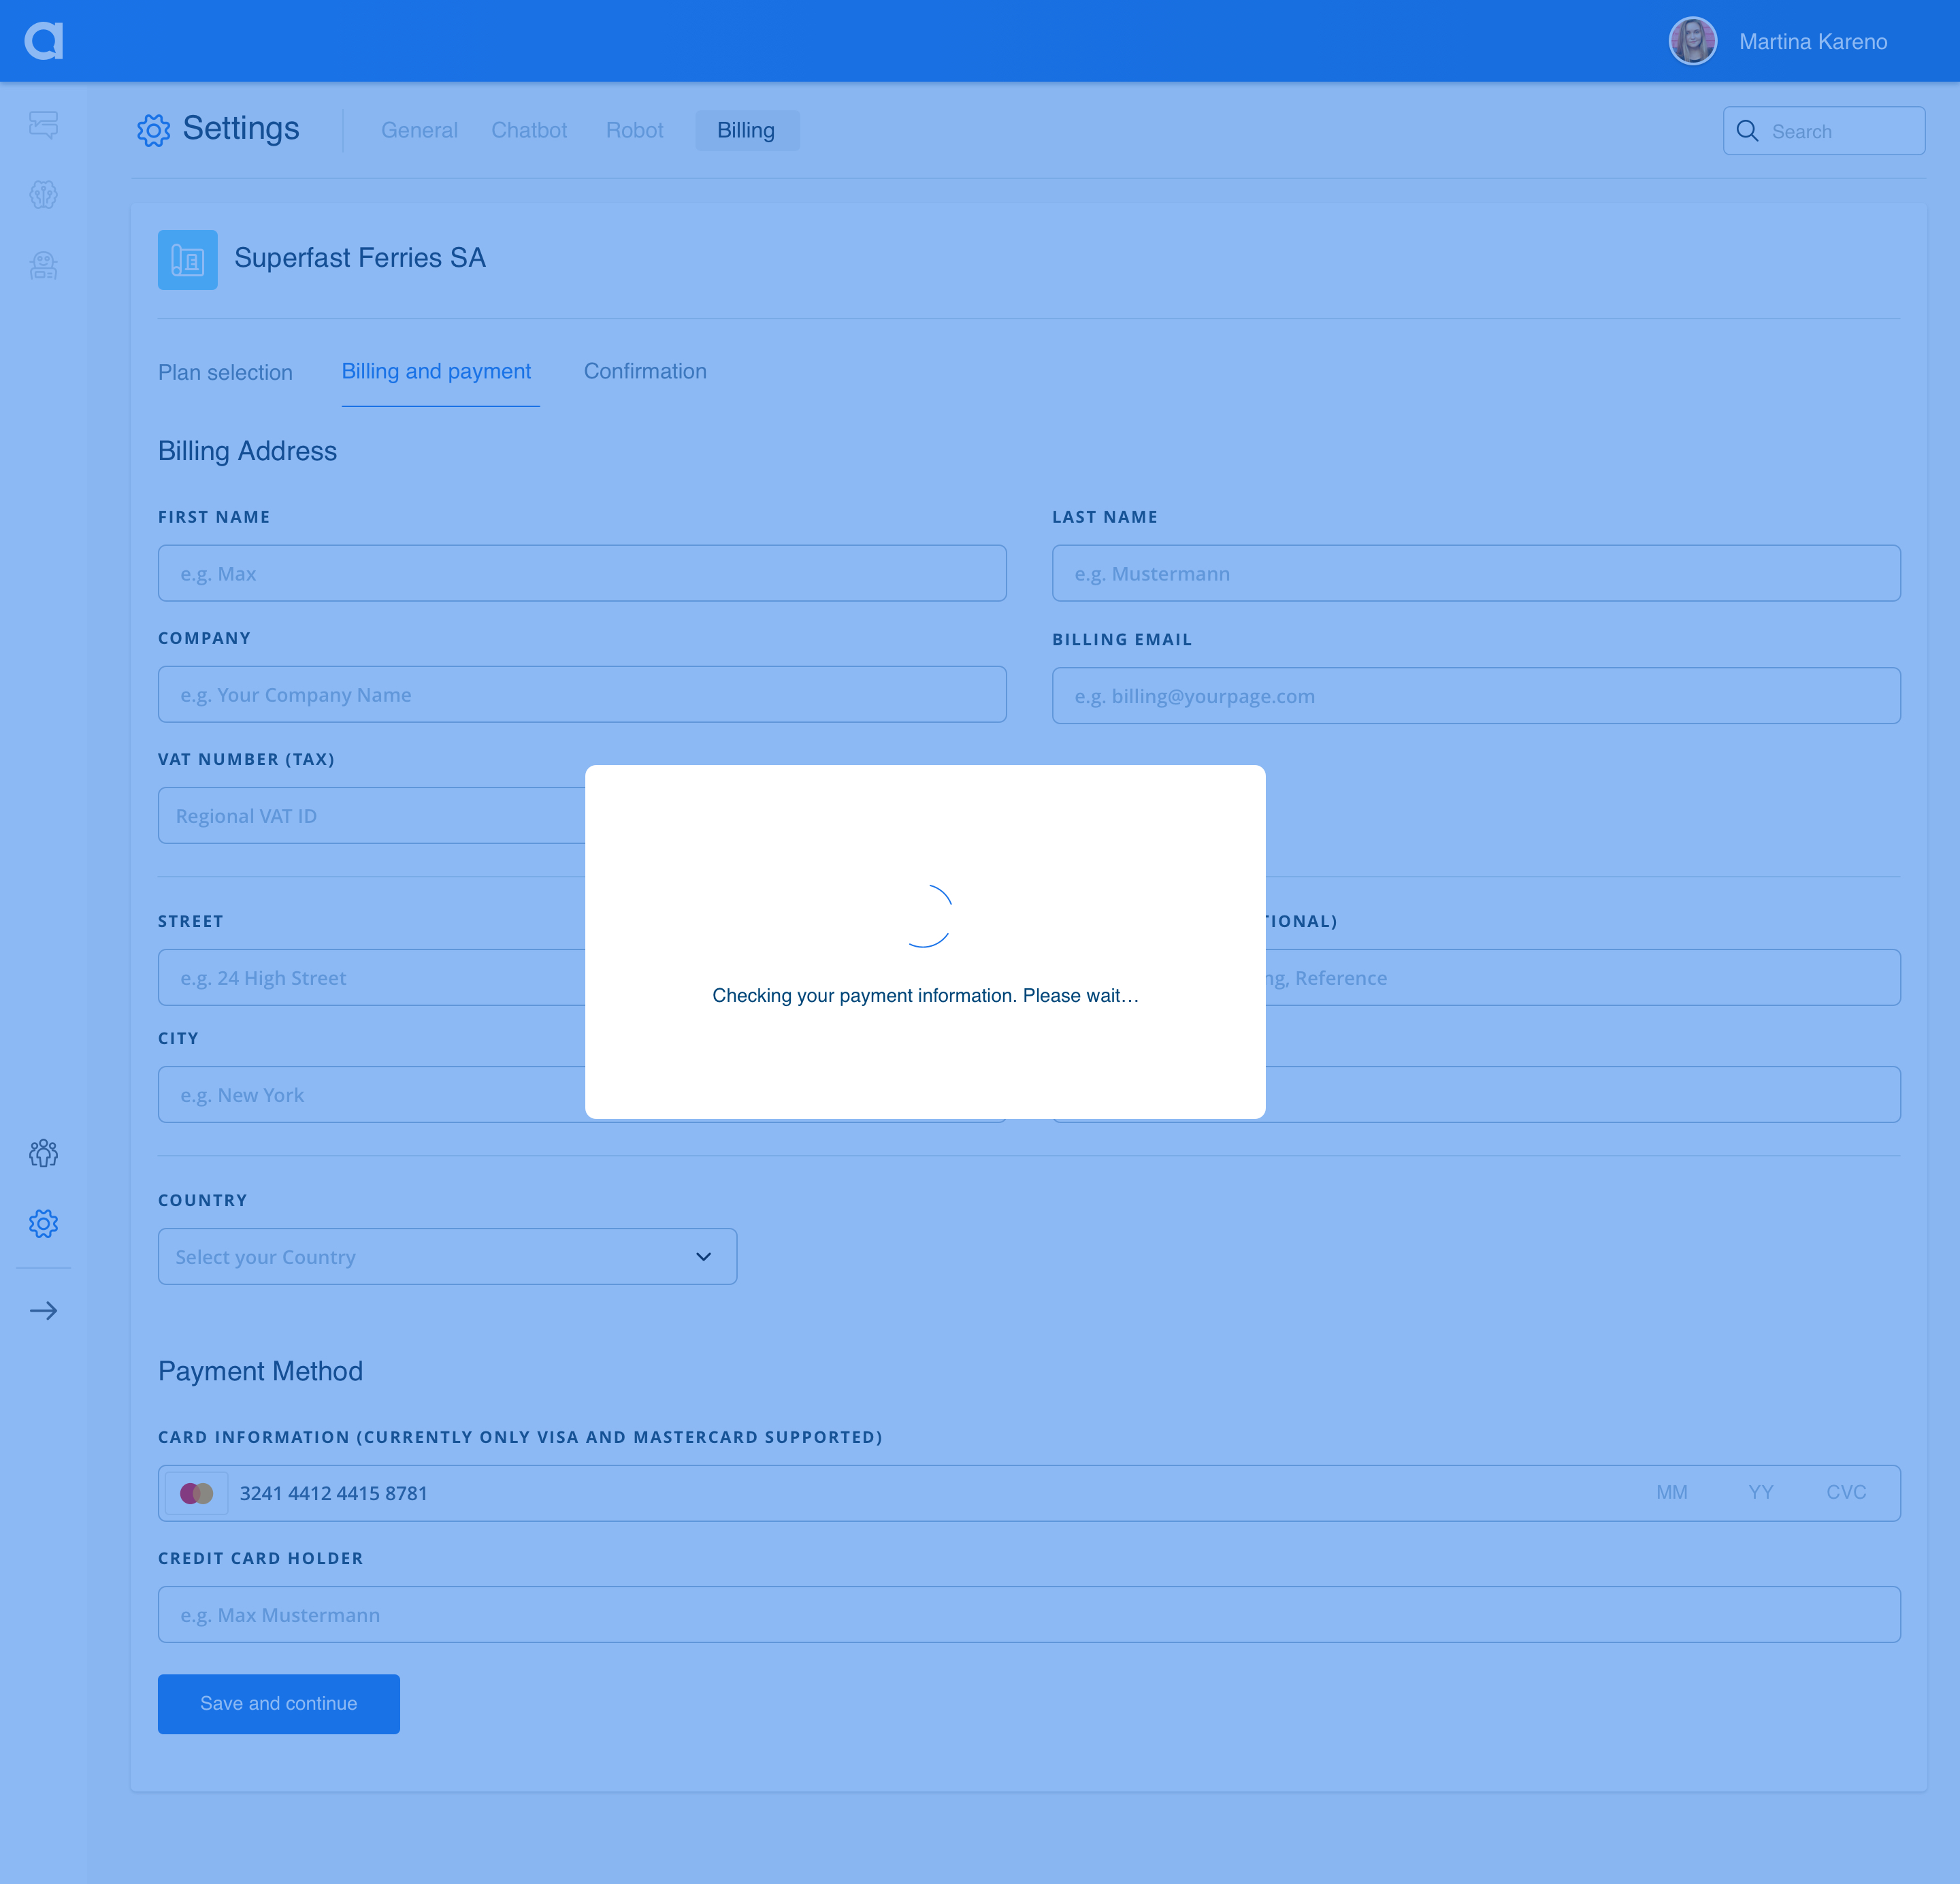 Martina Kareno
Settings
General
Chatbot
Robot
Billing
Search
Superfast Ferries SA
Plan selection
Billing and payment
Confirmation
Billing Address
FIRST NAME
LAST NAME
e.g. Max
e.g. Mustermann
COMPANY
BILLING EMAIL
e.g. Your Company Name
e.g. billing@yourpage.com
VAT NUMBER (TAX)
Regional VAT ID
STREET
TIONAL)
e.g. 24 High Street
ng, Reference
Checking your payment information. Please wait…
CITY
e.g. New York
COUNTRY
Select your Country
Payment Method
CARD INFORMATION (CURRENTLY ONLY VISA AND MASTERCARD SUPPORTED)
3241 4412 4415 8781
MM
YY
CVC
CREDIT CARD HOLDER
e.g. Max Mustermann
Save and continue